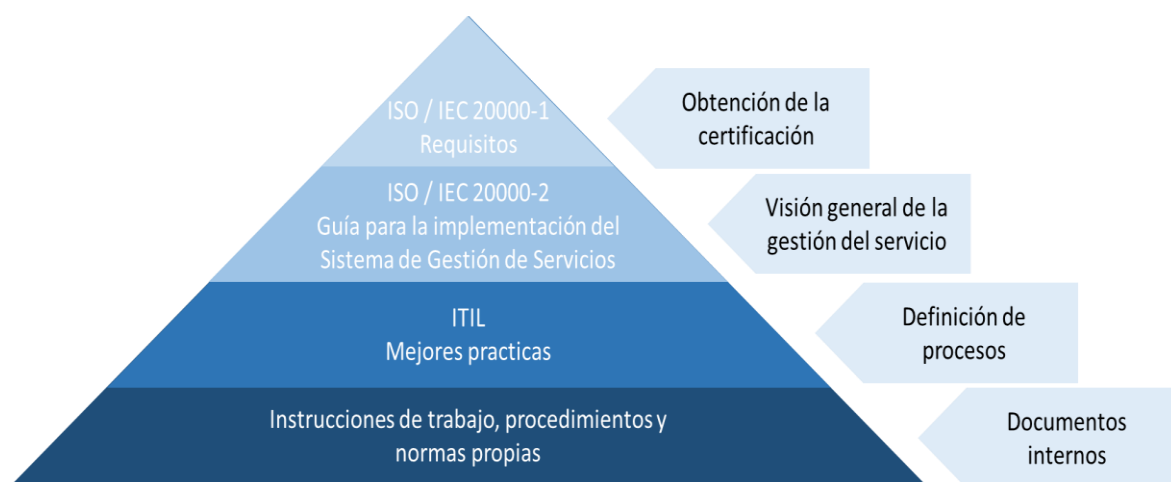 ISO / IEC 20000-1
Requisitos
Obtención de la
certificación
ISO / IEC 20000-2
Guía para la implementación del
Sistema de Gestión de Servicios
Visión general de la
gestión del servicio
ITIL
Mejores practicas
Definición de
procesos
Instrucciones de trabajo, procedimientos y
normas propias
Documentos
internos